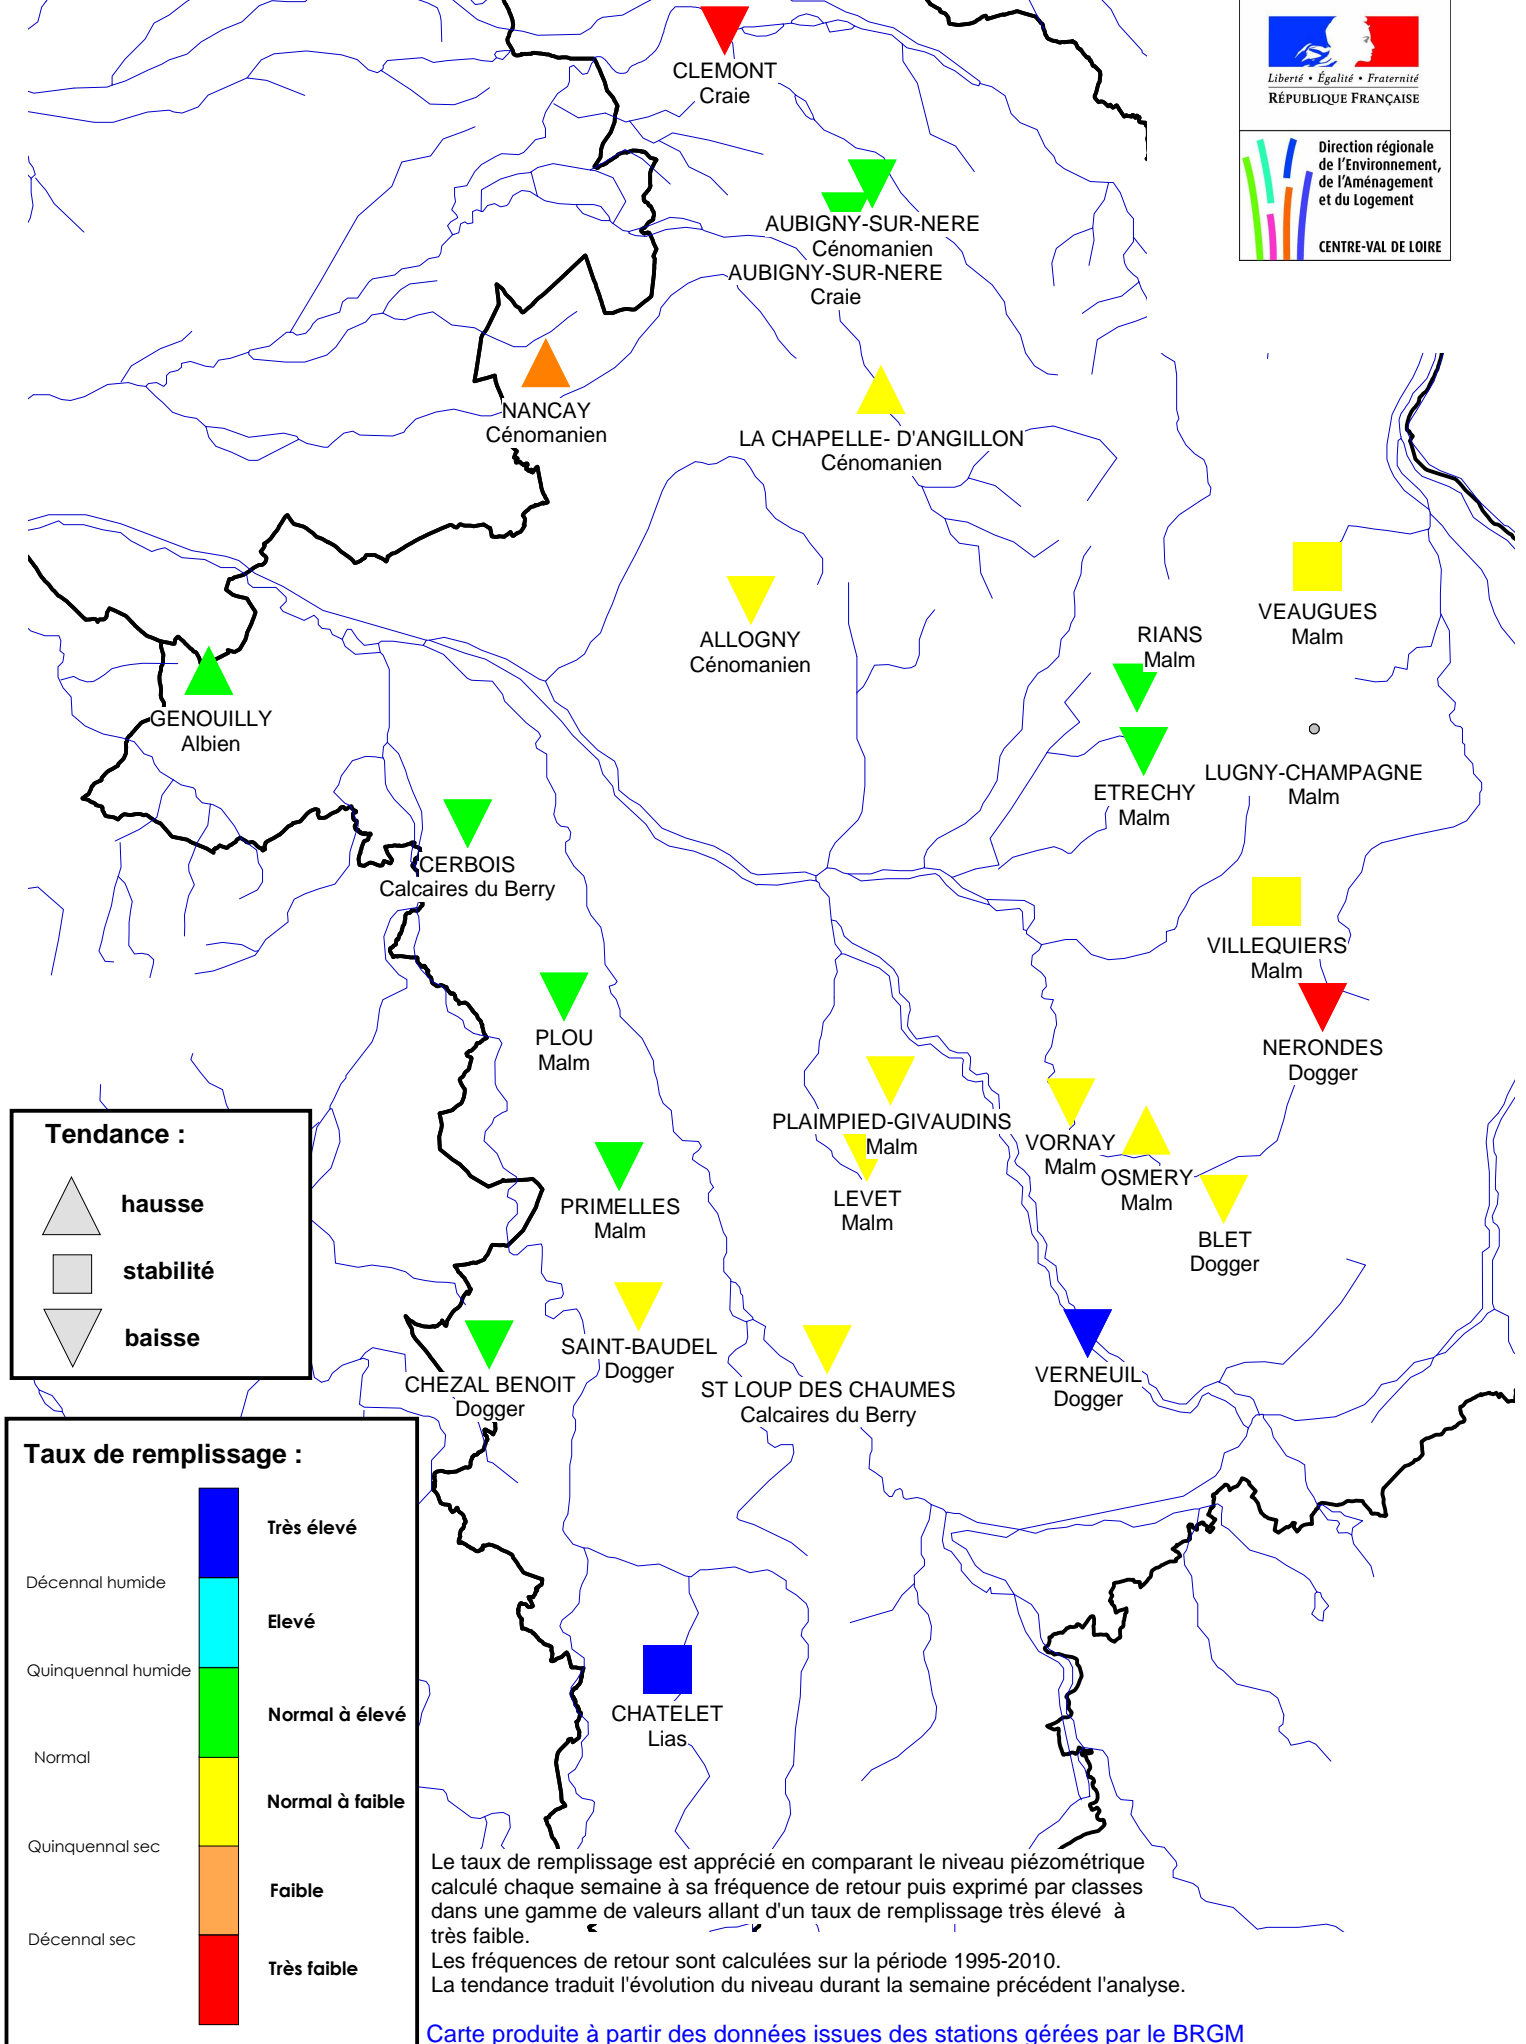 Liberté • Égalité • Fraternité
RÉPUBLIQUE FRANÇAISE
Direction régionale
de l'Environnement,
de l'Aménagement
et du Logement
CENTRE-VAL DE LOIRE
CLEMONT
Craie
AUBIGNY-SUR-NERE
Cénomanien
AUBIGNY-SUR-NERE
Craie
NANCAY
Cénomanien
LA CHAPELLE- D'ANGILLON
Cénomanien
ALLOGNY
Cénomanien
VEAUGUES
Malm
RIANS
Malm
GENOUILLY
Albien
LUGNY-CHAMPAGNE
Malm
ETRECHY
Malm
CERBOIS
Calcaires du Berry
VILLEQUIERS
Malm
PLOU
Malm
NERONDES
Dogger
PLAIMPIED-GIVAUDINS
Malm
VORNAY
Malm
OSMERY
Malm
LEVET
Malm
PRIMELLES
Malm
BLET
Dogger
SAINT-BAUDEL
Dogger
CHEZAL BENOIT
Dogger
ST LOUP DES CHAUMES
Calcaires du Berry
VERNEUIL
Dogger
CHATELET
Lias
Tendance :
hausse
stabilité
baisse
Taux de remplissage :
Très élevé
Décennal humide
Elevé
Quinquennal humide
Normal à élevé
Normal
Normal à faible
Quinquennal sec
Faible
Décennal sec
Très faible
Le taux de remplissage est apprécié en comparant le niveau piézométrique
calculé chaque semaine à sa fréquence de retour puis exprimé par classes
dans une gamme de valeurs allant d'un taux de remplissage très élevé à
très faible.
Les fréquences de retour sont calculées sur la période 1995-2010.
La tendance traduit l'évolution du niveau durant la semaine précédent l'analyse.
Carte produite à partir des données issues des stations gérées par le BRGM